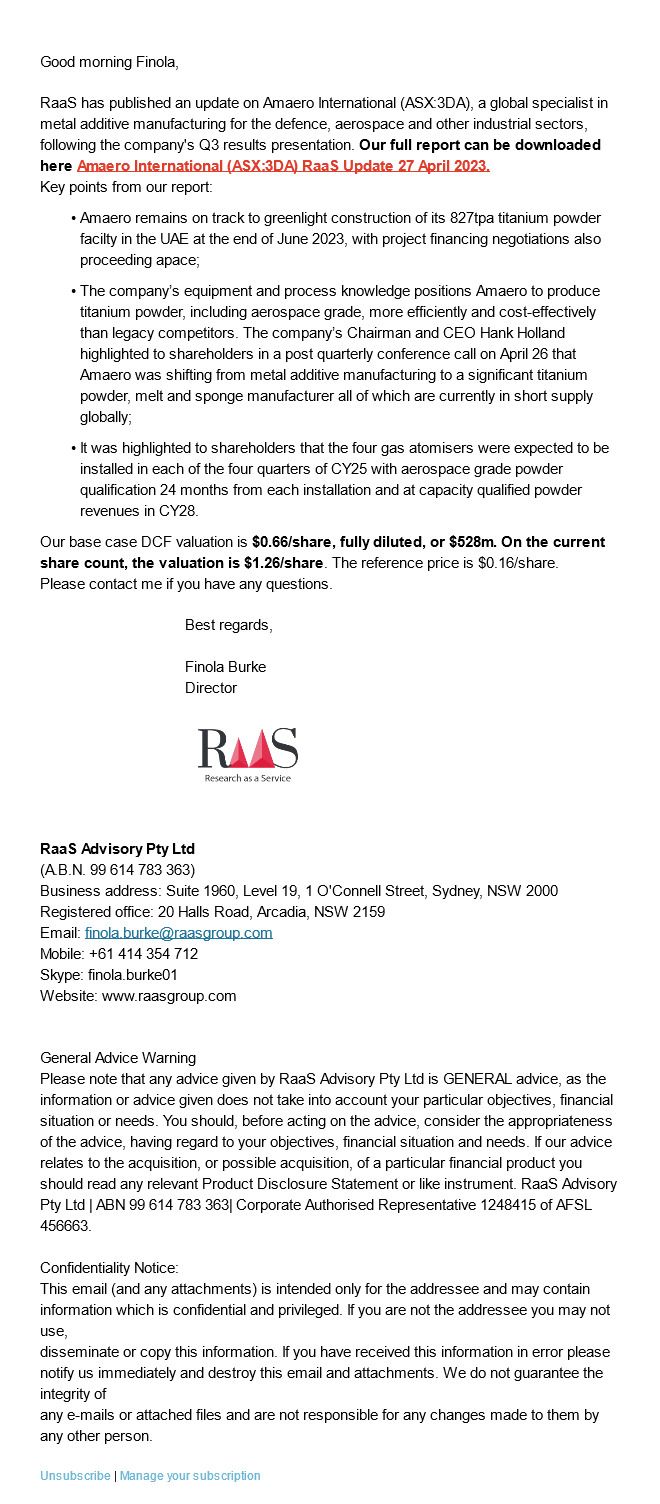 Good morning Finola,
RaaS has published an update on Amaero International (ASX:3DA), a global specialist in
metal additive manufacturing for the defence, aerospace and other industrial sectors,
following the company's Q3 results presentation. Our full report can be downloaded
here Amaero International (ASX:3DA) RaaS Update 27 April 2023.
Key points from our report:
• Amaero remains on track to greenlight construction of its 827tpa titanium powder
facilty in the UAE at the end of June 2023, with project financing negotiations also
proceeding apace;
• The company’s equipment and process knowledge positions Amaero to produce
titanium powder, including aerospace grade, more efficiently and cost-effectively
than legacy competitors. The company’s Chairman and CEO Hank Holland
highlighted to shareholders in a post quarterly conference call on April 26 that
Amaero was shifting from metal additive manufacturing to a significant titanium
powder, melt and sponge manufacturer all of which are currently in short supply
globally;
• It was highlighted to shareholders that the four gas atomisers were expected to be
installed in each of the four quarters of CY25 with aerospace grade powder
qualification 24 months from each installation and at capacity qualified powder
revenues in CY28.
Our base case DCF valuation is $0.66/share, fully diluted, or $528m. On the current
share count, the valuation is $1.26/share. The reference price is $0.16/share.
Please contact me if you have any questions.
Best regards,
Finola Burke
Director
RAAS
Research as a Service
RaaS Advisory Pty Ltd
(A.B.N. 99 614 783 363)
Business address: Suite 1960, Level 19, 1 O'Connell Street, Sydney, NSW 2000
Registered office: 20 Halls Road, Arcadia, NSW 2159
Email: finola.burke@raasgroup.com
Mobile: +61 414 354 712
Skype: finola.burke01
Website: www.raasgroup.com
General Advice Warning
Please note that any advice given by RaaS Advisory Pty Ltd is GENERAL advice, as the
information or advice given does not take into account your particular objectives, financial
situation or needs. You should, before acting on the advice, consider the appropriateness
of the advice, having regard to your objectives, financial situation and needs. If our advice
relates to the acquisition, or possible acquisition, of a particular financial product you
should read any relevant Product Disclosure Statement or like instrument. RaaS Advisory
Pty Ltd | ABN 99 614 783 363| Corporate Authorised Representative 1248415 of AFSL
456663.
Confidentiality Notice:
This email (and any attachments) is intended only for the addressee and may contain
information which is confidential and privileged. If you are not the addressee you may not
use,
disseminate or copy this information. If you have received this information in error please
notify us immediately and destroy this email and attachments. We do not guarantee the
integrity of
any e-mails or attached files and are not responsible for any changes made to them by
any other person.
Unsubscribe | Manage your subscription